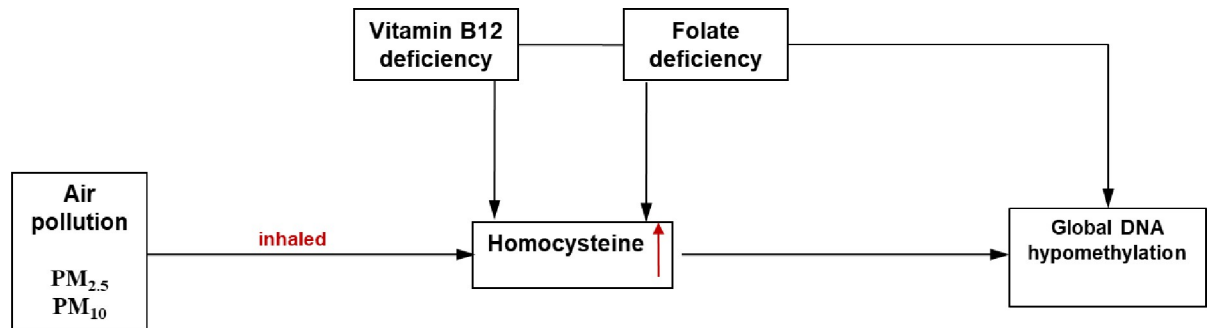 Vitamin B12
deficiency
Folate
deficiency
Air
pollution
PM₂.₅
PM₁₀
inhaled
Homocysteine
Global DNA
hypomethylation